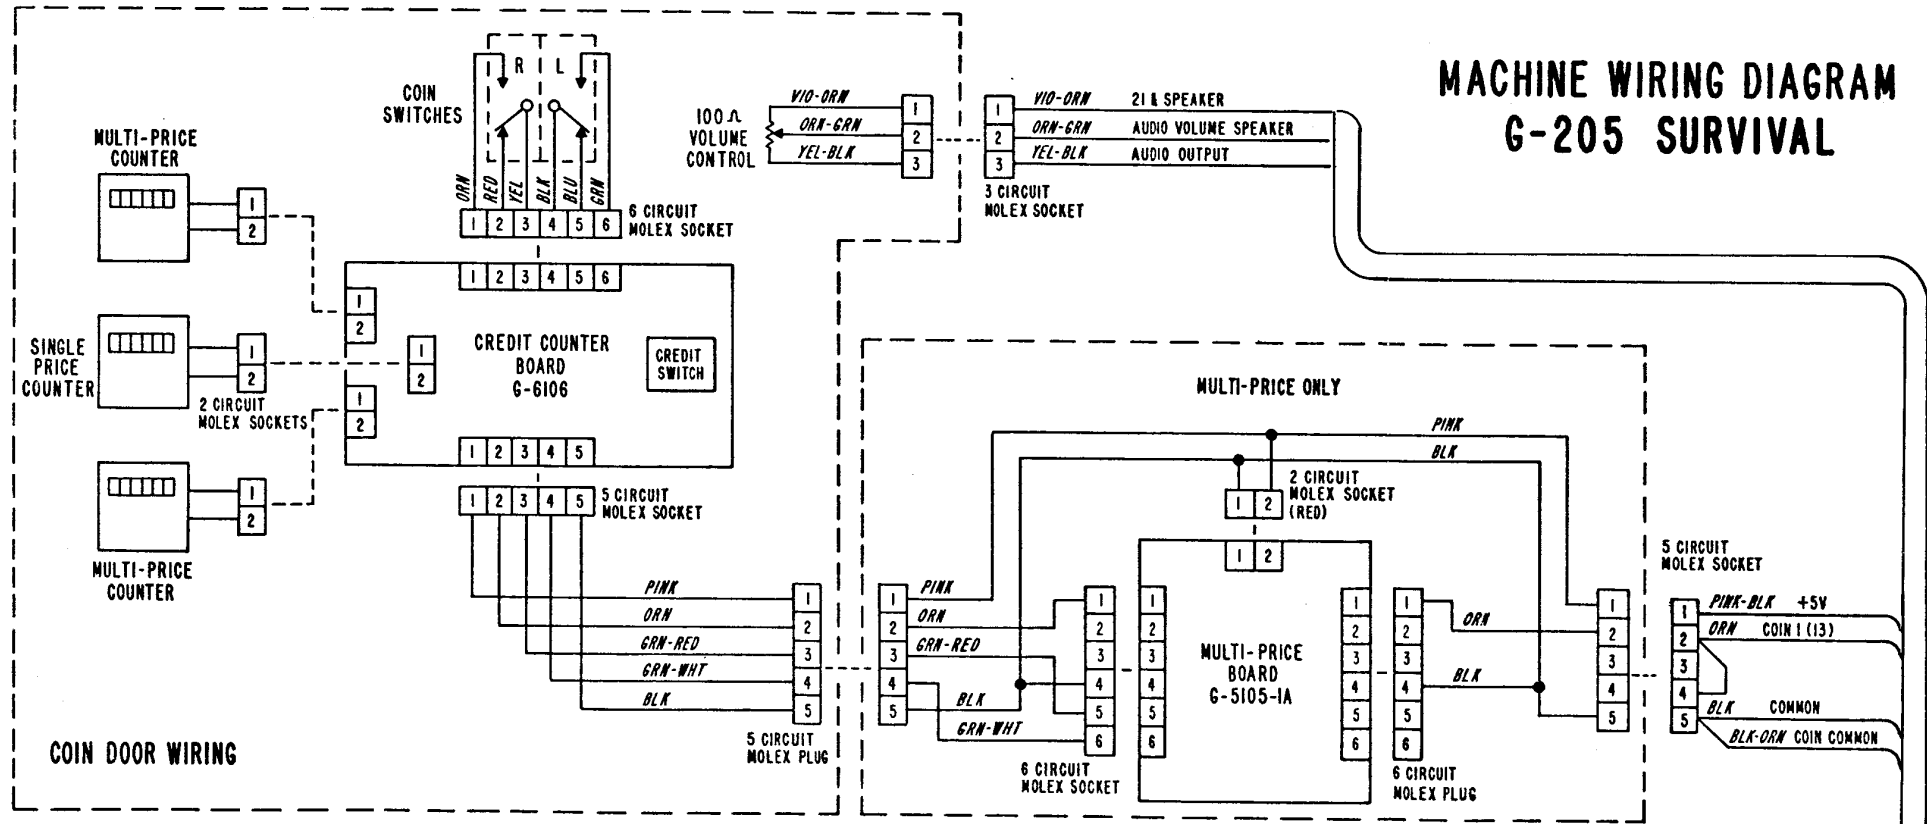 MACHINE WIRING DIAGRAM
G-205 SURVIVAL
COIN
SWITCHES
R L
ORN RED YEL BLK BLU GRN
1 2 3 4 5 6
6 CIRCUIT
MOLEX SOCKET
1 2 3 4 5 6
100 Ω
VOLUME
CONTROL
VIO-ORN
ORN-GRN
YEL-BLK
1
2
3
1
2
3
VIO-ORN 21 & SPEAKER
ORN-GRN AUDIO VOLUME SPEAKER
YEL-BLK AUDIO OUTPUT
3 CIRCUIT
MOLEX SOCKET
MULTI-PRICE
COUNTER
1
2
SINGLE
PRICE
COUNTER
1
2
2 CIRCUIT
MOLEX SOCKETS
1
2
MULTI-PRICE
COUNTER
1
2
1
2
1
2
CREDIT COUNTER
BOARD
G-6106
CREDIT
SWITCH
1 2 3 4 5
1 2 3 4 5
5 CIRCUIT
MOLEX SOCKET
PINK
ORN
GRN-RED
GRN-WHT
BLK
1
2
3
4
5
5 CIRCUIT
MOLEX PLUG
COIN DOOR WIRING
MULTI-PRICE ONLY
PINK
BLK
2 CIRCUIT
MOLEX SOCKET
(RED)
1 2
1 2
1
2
3
4
5
PINK
ORN
GRN-RED
BLK
GRN-WHT
1
2
3
4
5
6
6 CIRCUIT
MOLEX SOCKET
1
2
3
4
5
6
MULTI-PRICE
BOARD
G-5105-1A
1
2
3
4
5
6
1
2
3
4
5
6
6 CIRCUIT
MOLEX PLUG
ORN
BLK
1
2
3
4
5
5 CIRCUIT
MOLEX SOCKET
1
2
3
4
5
PINK-BLK +5V
ORN COIN 1 (13)
BLK COMMON
BLK-ORN COIN COMMON